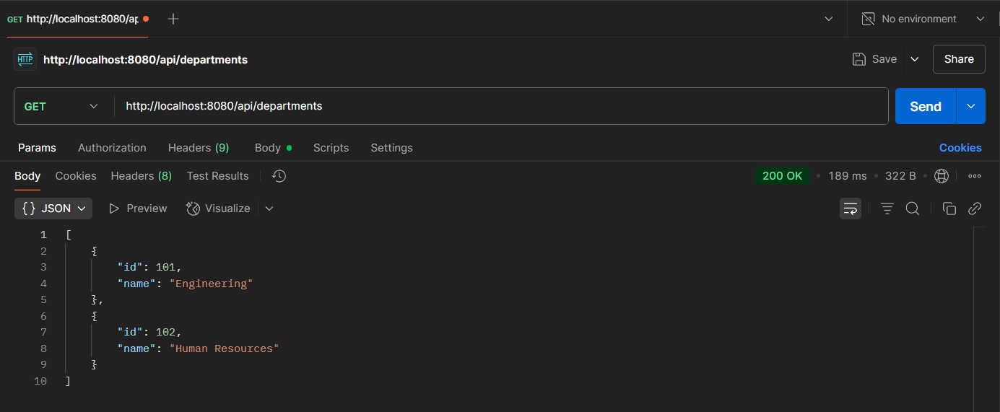 GET http://localhost:8080/ap
No environment
HTTP http://localhost:8080/api/departments
Save
Share
GET http://localhost:8080/api/departments
Send
Params Authorization Headers (9) Body Scripts Settings Cookies
Body Cookies Headers (8) Test Results 200 OK 189 ms 322 B
{} JSON Preview Visualize
1 [
2 {
3 "id": 101,
4 "name": "Engineering"
5 },
6 {
7 "id": 102,
8 "name": "Human Resources"
9 }
10 ]